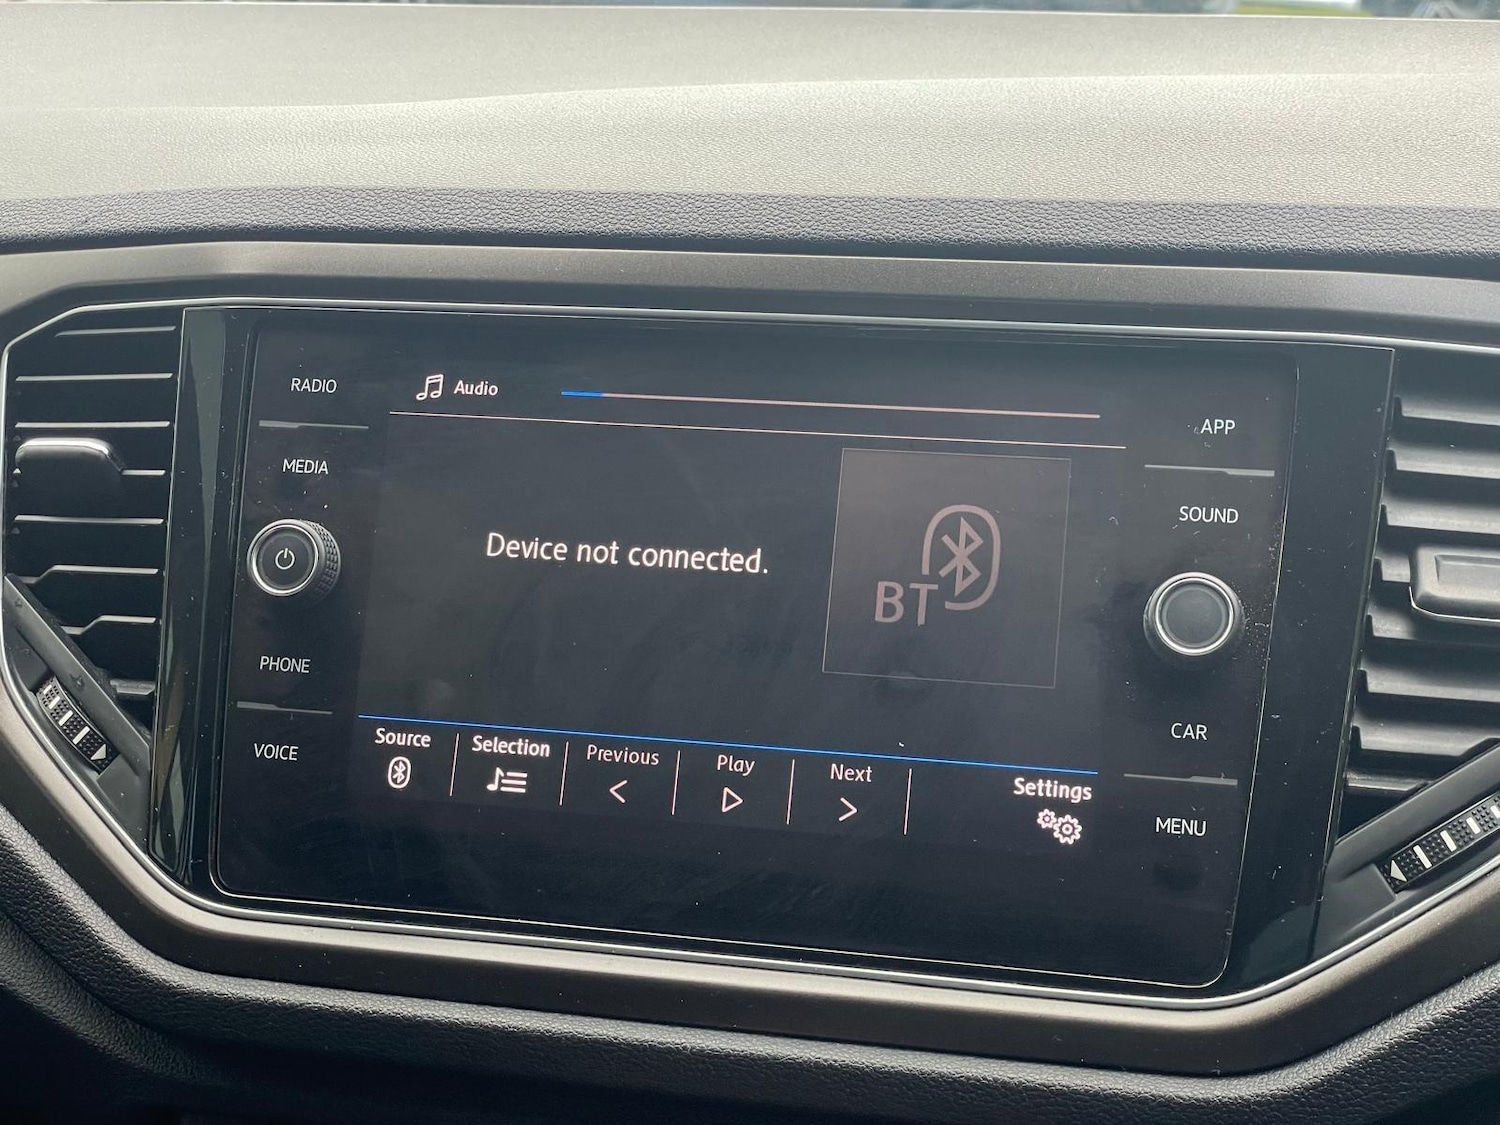 RADIO
MEDIA
PHONE
VOICE
Audio
Device not connected.
BT
Source
Selection
Previous
Play
Next
Settings
APP
SOUND
CAR
MENU